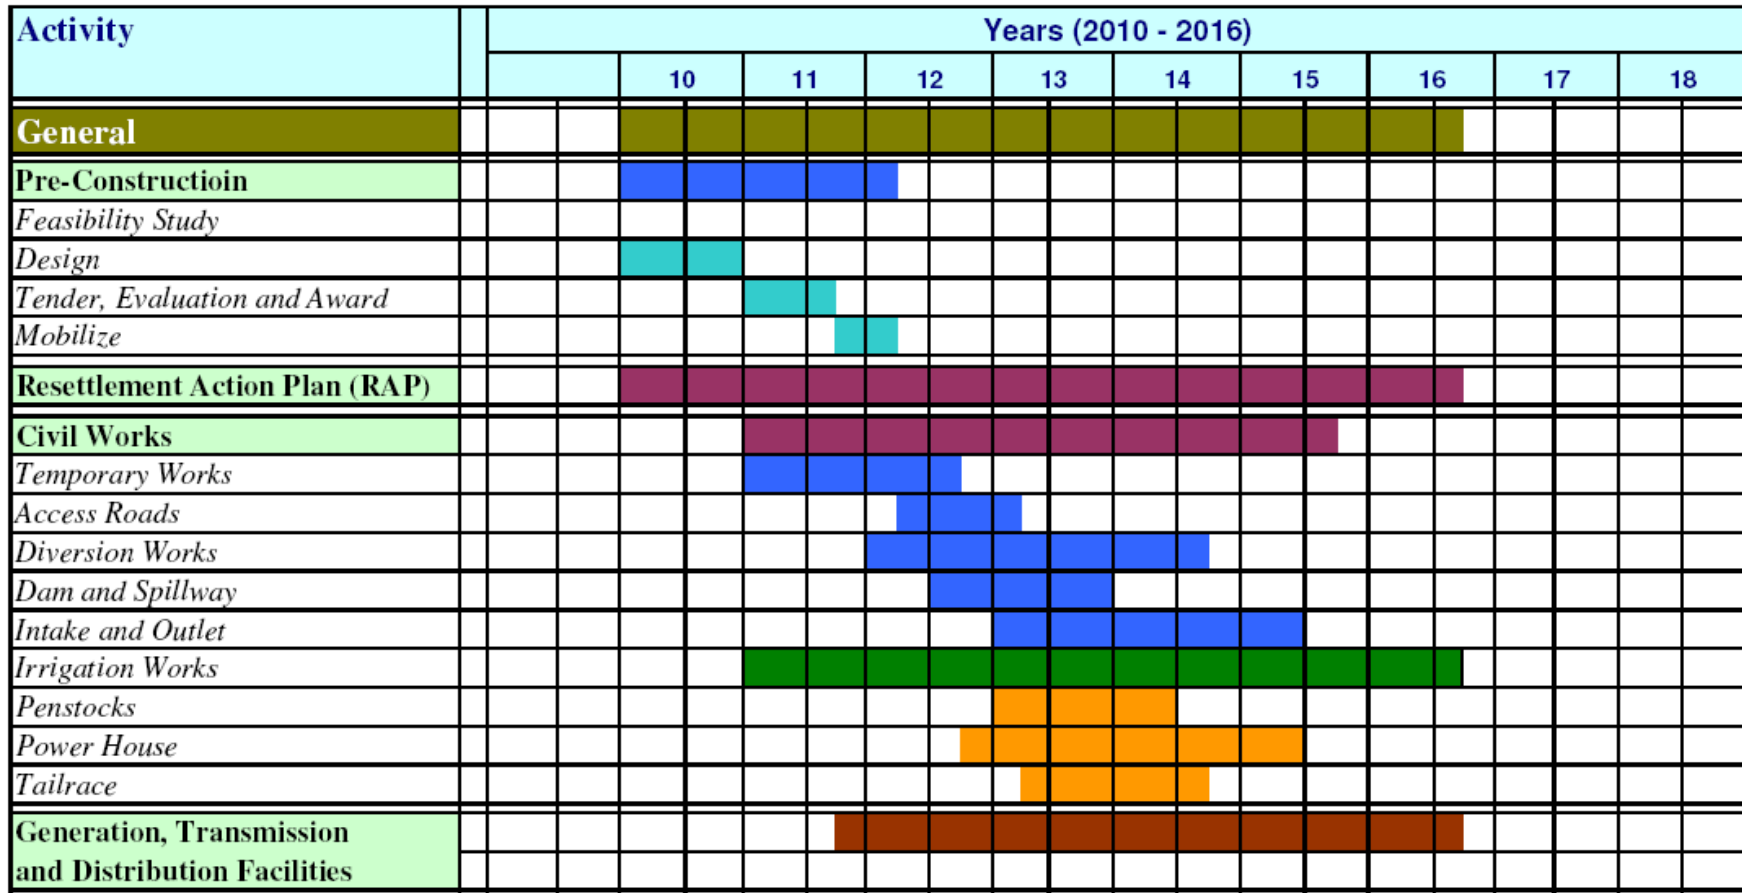 Activity
Years (2010 - 2016)
10 11 12 13 14 15 16 17 18
General
Pre-Constructioin
Feasibility Study
Design
Tender, Evaluation and Award
Mobilize
Resettlement Action Plan (RAP)
Civil Works
Temporary Works
Access Roads
Diversion Works
Dam and Spillway
Intake and Outlet
Irrigation Works
Penstocks
Power House
Tailrace
Generation, Transmission
and Distribution Facilities